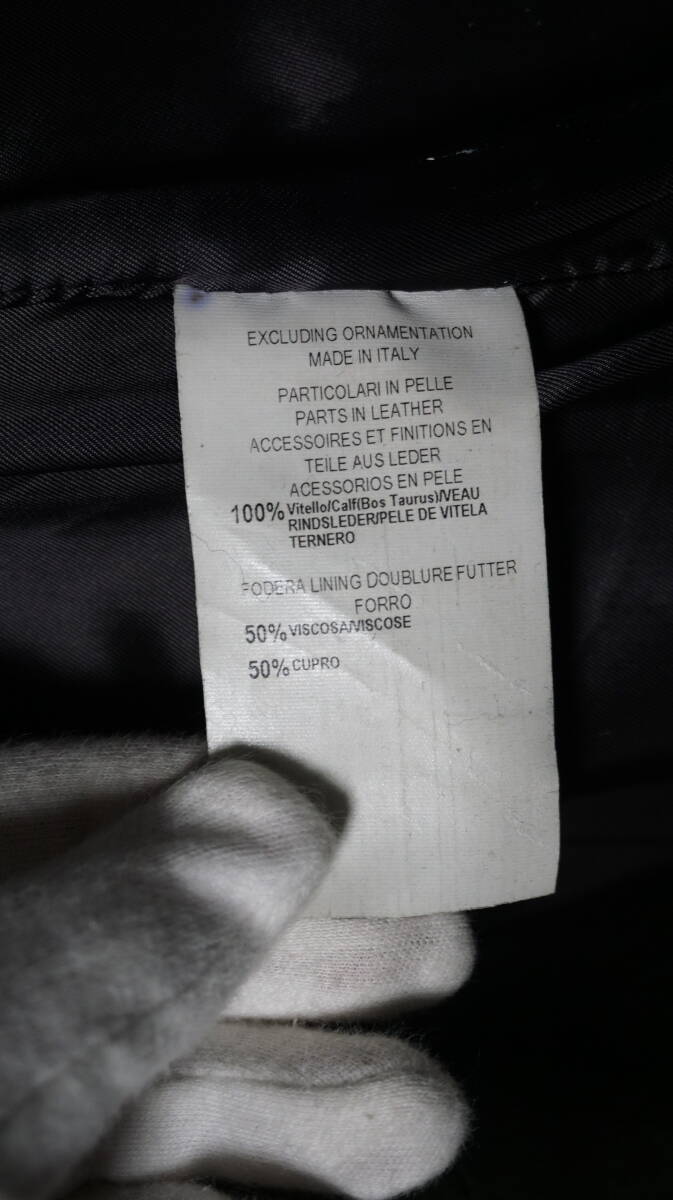 EXCLUDING ORNAMENTATION
MADE IN ITALY
PARTICOLARI IN PELLE
PARTS IN LEATHER
ACCESSOIRES ET FINITIONS EN
TEILE AUS LEDER
ACESSORIOS EN PELE
100% Vitello/Calf(Bos Taurus)/VEAU
RINDSLEDER/PELE DE VITELA
TERNERO
FODERA LINING DOUBLURE FUTTER
FORRO
50% VISCOSA/VISCOSE
50% CUPRO